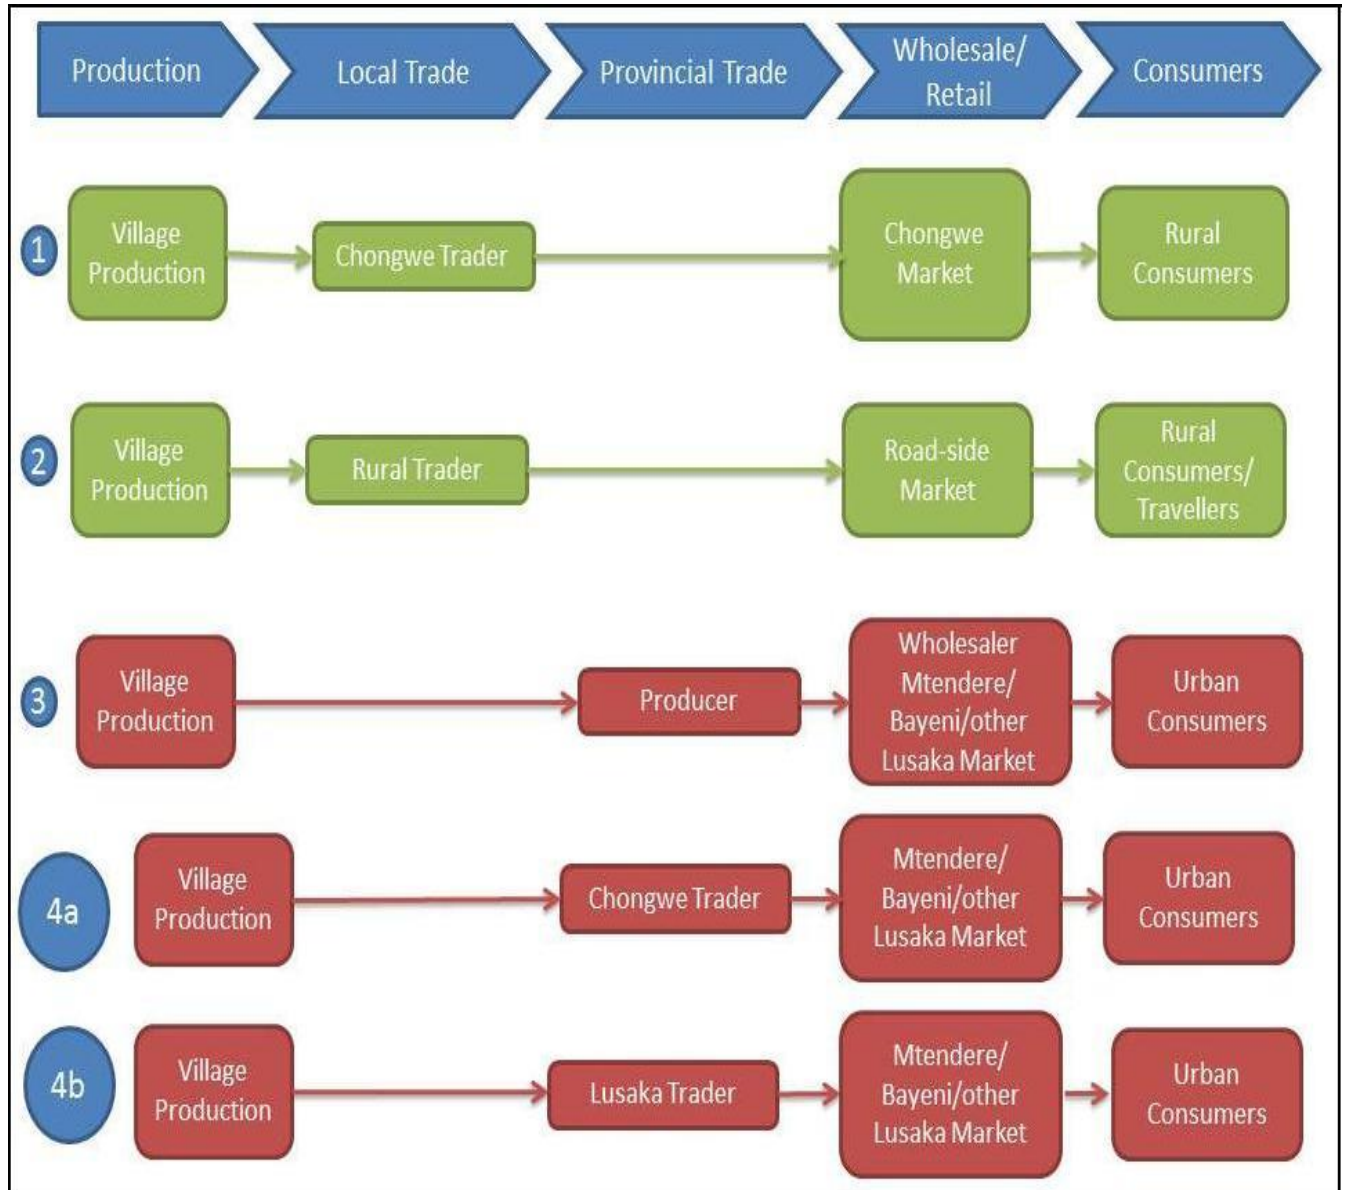 Production
Local Trade
Provincial Trade
Wholesale/
Retail
Consumers
1
Village
Production
Chongwe Trader
Chongwe
Market
Rural
Consumers
2
Village
Production
Rural Trader
Road-side
Market
Rural
Consumers/
Travellers
3
Village
Production
Producer
Wholesaler
Mtendere/
Bayeni/other
Lusaka Market
Urban
Consumers
4a
Village
Production
Chongwe Trader
Mtendere/
Bayeni/other
Lusaka Market
Urban
Consumers
4b
Village
Production
Lusaka Trader
Mtendere/
Bayeni/other
Lusaka Market
Urban
Consumers